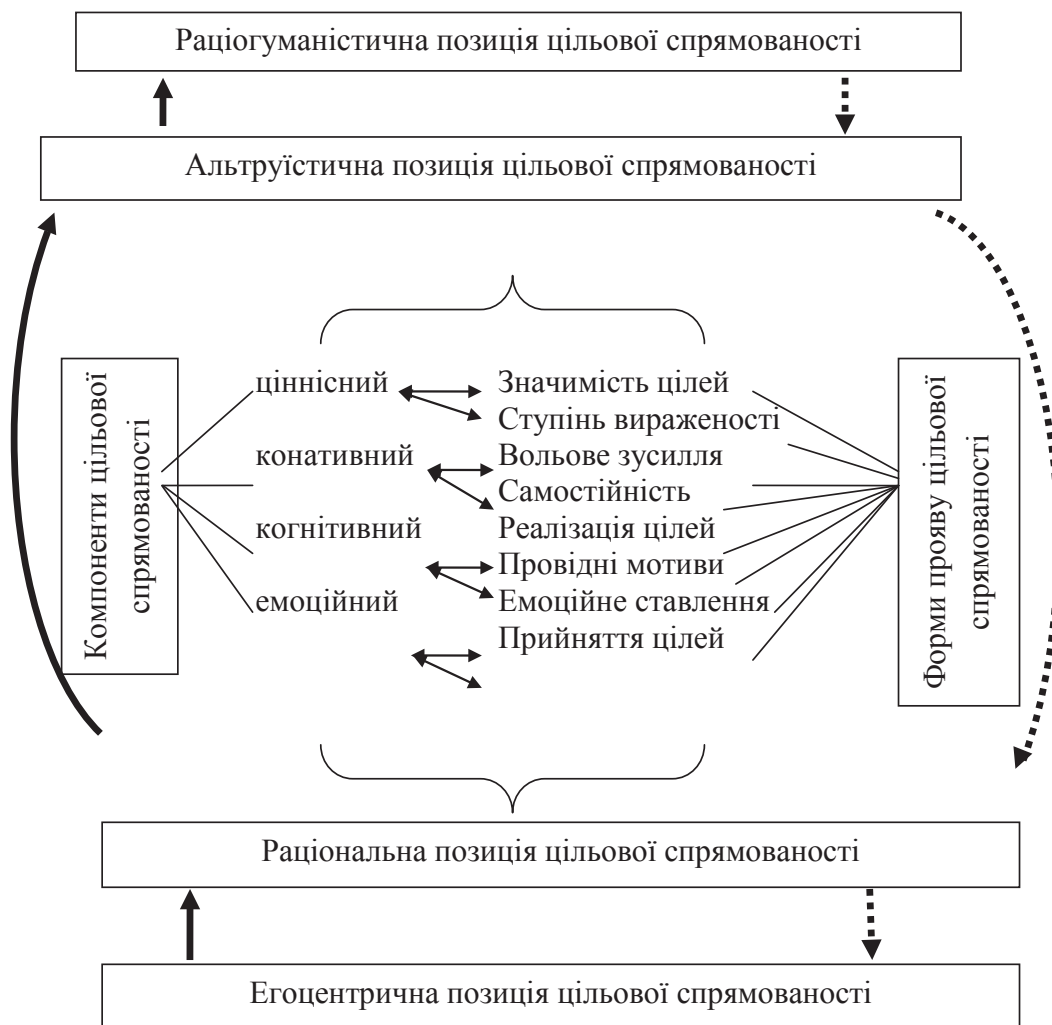 Раціогуманістична позиція цільової спрямованості
Альтруїстична позиція цільової спрямованості
Компоненти цільової
спрямованості
ціннісний
конативний
когнітивний
емоційний
Значимість цілей
Ступінь вираженості
Вольове зусилля
Самостійність
Реалізація цілей
Провідні мотиви
Емоційне ставлення
Прийняття цілей
Форми прояву цільової
спрямованості
Раціональна позиція цільової спрямованості
Егоцентрична позиція цільової спрямованості